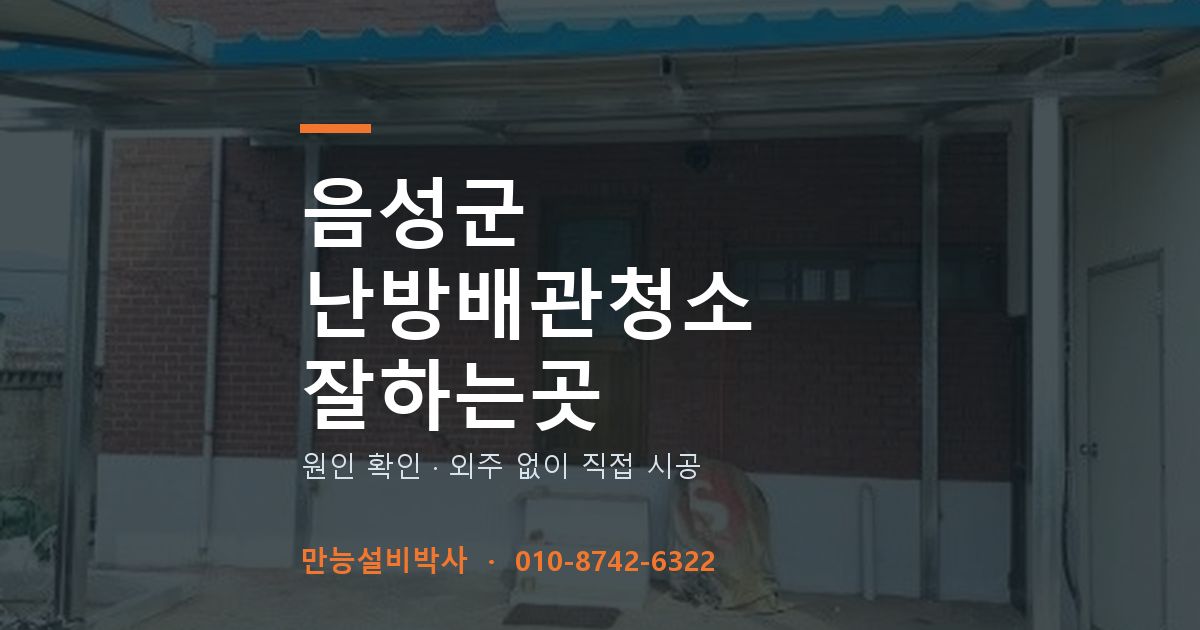 음성군
난방배관청소
잘하는곳
원인 확인 · 외주 없이 직접 시공
만능설비박사 · 010-8742-6322